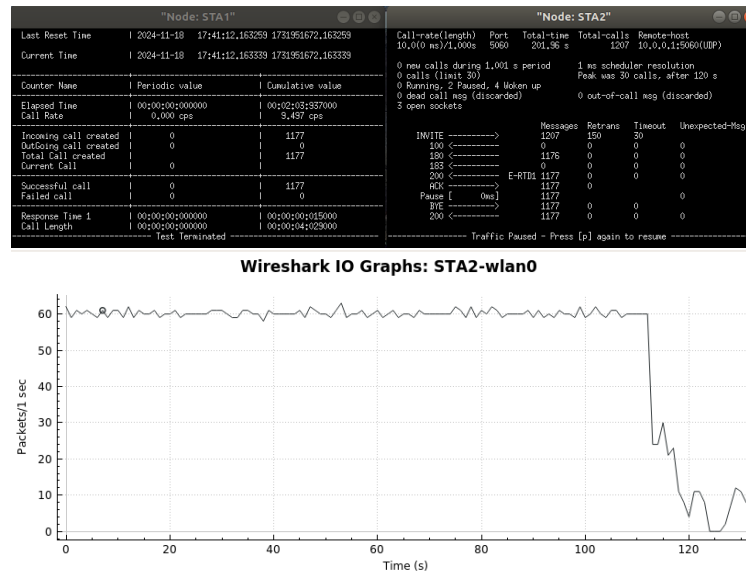 "Node: STA1"
Last Reset Time | 2024-11-18 17:41:12.163259 1731951672.163259
Current Time | 2024-11-18 17:41:12.163339 1731951672.163339
Counter Name | Periodic value | Cumulative value
Elapsed Time | 00:00:00:000000 | 00:02:03:937000
Call Rate | 0.000 cps | 9.497 cps
Incoming call created | 0 | 1177
OutGoing call created | 0 | 0
Total Call created | | 1177
Current Call | 0 |
Successful call | 0 | 1177
Failed call | 0 | 0
Response Time 1 | 00:00:00:000000 | 00:00:00:015000
Call Length | 00:00:00:000000 | 00:00:04:029000
Test Terminated
"Node: STA2"
Call-rate(length) Port Total-time Total-calls Remote-host
10.0(0 ms)/1.000s 5060 201.96 s 1207 10.0.0.1:5060(UDP)
0 new calls during 1.001 s period 1 ms scheduler resolution
0 calls (limit 30) Peak was 30 calls, after 120 s
0 Running, 2 Paused, 4 Woken up
0 dead call msg (discarded) 0 out-of-call msg (discarded)
3 open sockets
Messages Retrans Timeout Unexpected-Msg
INVITE ----------> 1207 150 30
100 <---------- 0 0 0 0
180 <---------- 1176 0 0 0
183 <---------- 0 0 0 0
200 <---------- E-RTD1 1177 0 0 0
ACK ----------> 1177 0
Pause [ 0ms] 1177 0
BYE ----------> 1177 0 0
200 <---------- 1177 0 0 0
Traffic Paused - Press [p] again to resume
Wireshark IO Graphs: STA2-wlan0
Packets/1 sec
60
50
40
30
20
10
0
0 20 40 60 80 100 120
Time (s)